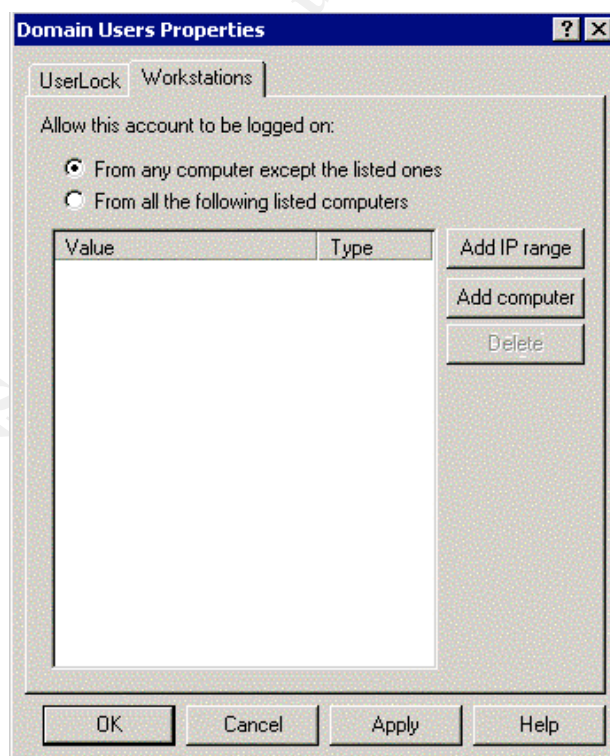 Domain Users Properties
UserLock Workstations
Allow this account to be logged on:
From any computer except the listed ones
From all the following listed computers
Value Type
Add IP range
Add computer
Delete
OK Cancel Apply Help